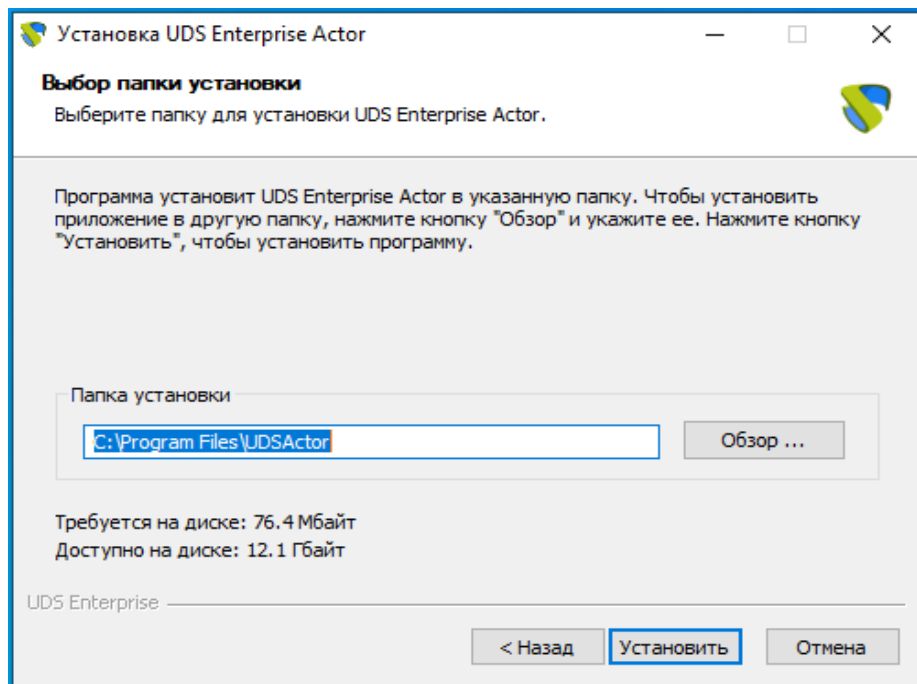 Установка UDS Enterprise Actor
Выбор папки установки
Выберите папку для установки UDS Enterprise Actor.
Программа установит UDS Enterprise Actor в указанную папку. Чтобы установить
приложение в другую папку, нажмите кнопку "Обзор" и укажите ее. Нажмите кнопку
"Установить", чтобы установить программу.
Папка установки
C:\Program Files\UDSActor
Обзор ...
Требуется на диске: 76.4 Мбайт
Доступно на диске: 12.1 Гбайт
UDS Enterprise
< Назад
Установить
Отмена